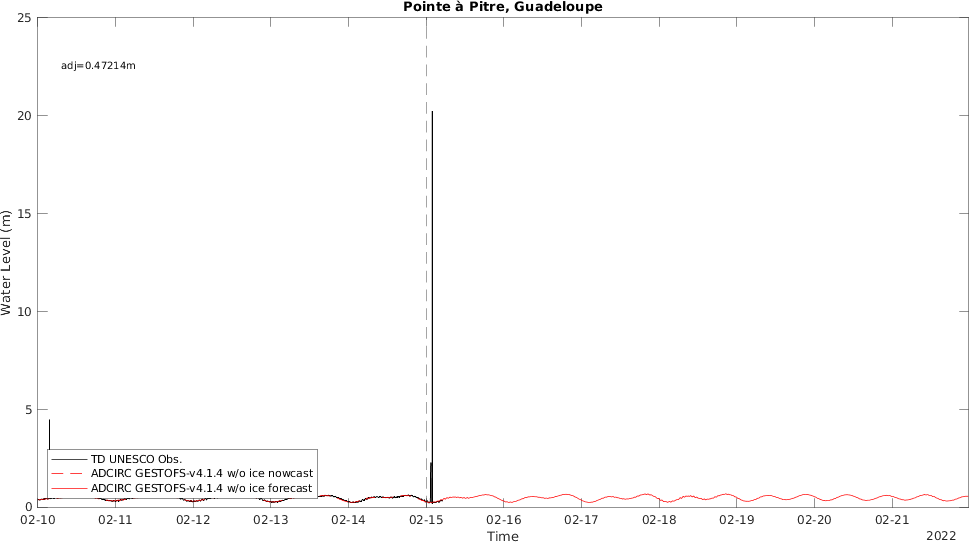 Pointe à Pitre, Guadeloupe
25
adj=0.47214m
20
15
Water Level (m)
10
5
TD UNESCO Obs.
ADCIRC GESTOFS-v4.1.4 w/o ice nowcast
ADCIRC GESTOFS-v4.1.4 w/o ice forecast
0
02-10 02-11 02-12 02-13 02-14 02-15 02-16 02-17 02-18 02-19 02-20 02-21
Time
2022